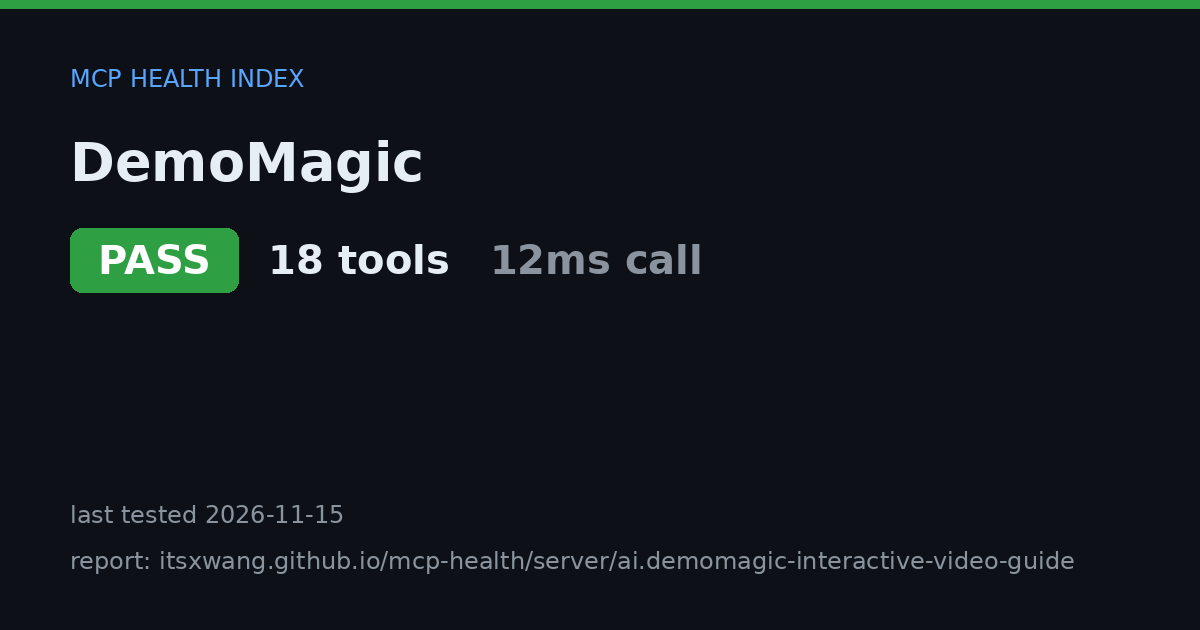 MCP HEALTH INDEX
DemoMagic
PASS 18 tools 12ms call
last tested 2026-11-15
report: itsxwang.github.io/mcp-health/server/ai.demomagic-interactive-video-guide